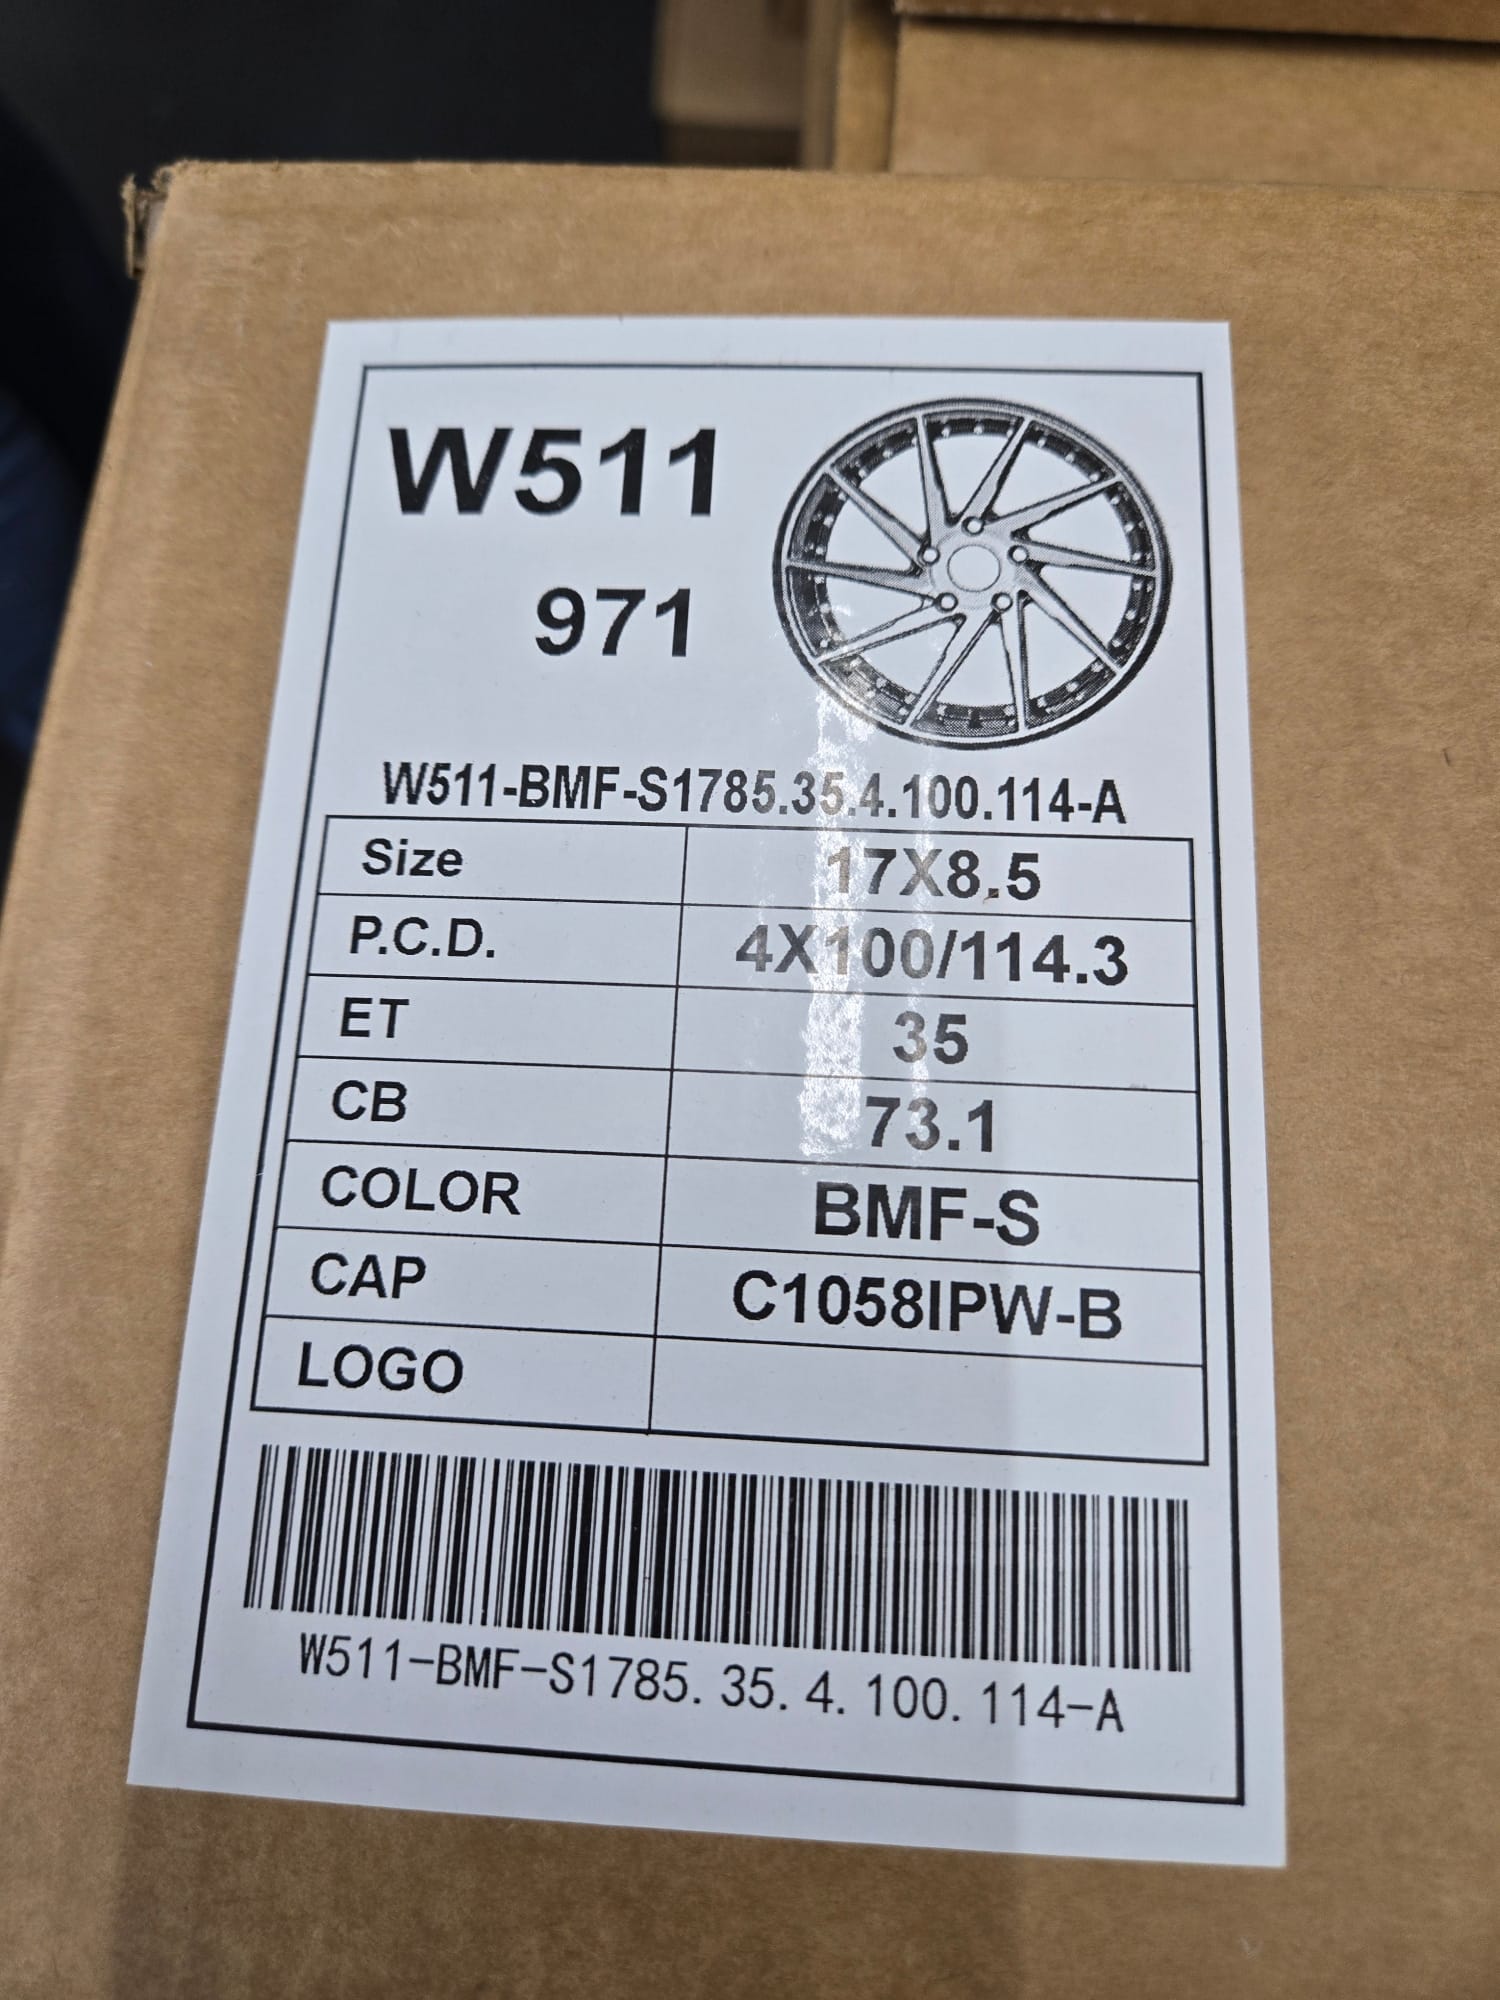 W511
971
W511-BMF-S1785.35.4.100.114-A
Size 17X8.5
P.C.D. 4X100/114.3
ET 35
CB 73.1
COLOR BMF-S
CAP C1058IPW-B
LOGO
W511-BMF-S1785.35.4.100.114-A